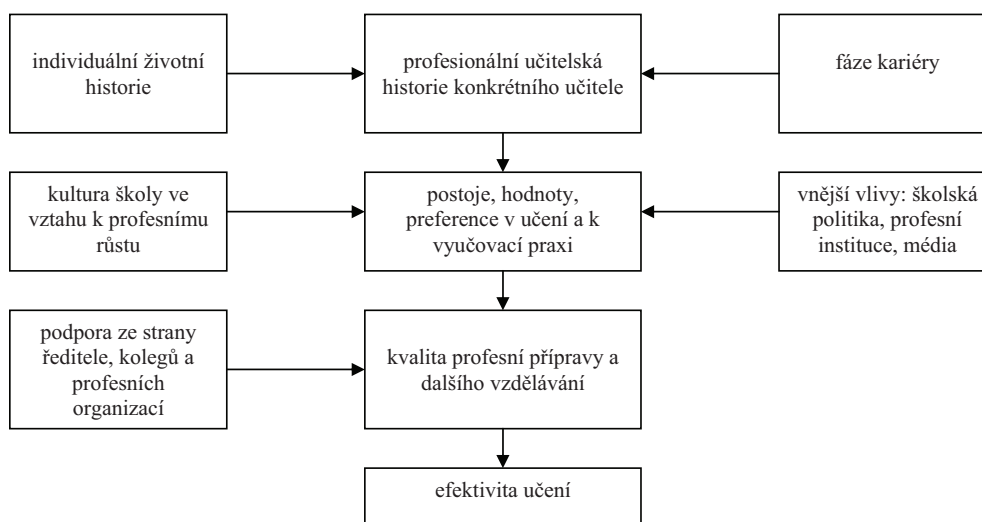 individuální životní
historie
profesionální učitelská
historie konkrétního učitele
fáze kariéry
kultura školy ve
vztahu k profesnímu
růstu
postoje, hodnoty,
preference v učení a k
vyučovací praxi
vnější vlivy: školská
politika, profesní
instituce, média
podpora ze strany
ředitele, kolegů a
profesních
organizací
kvalita profesní přípravy a
dalšího vzdělávání
efektivita učení